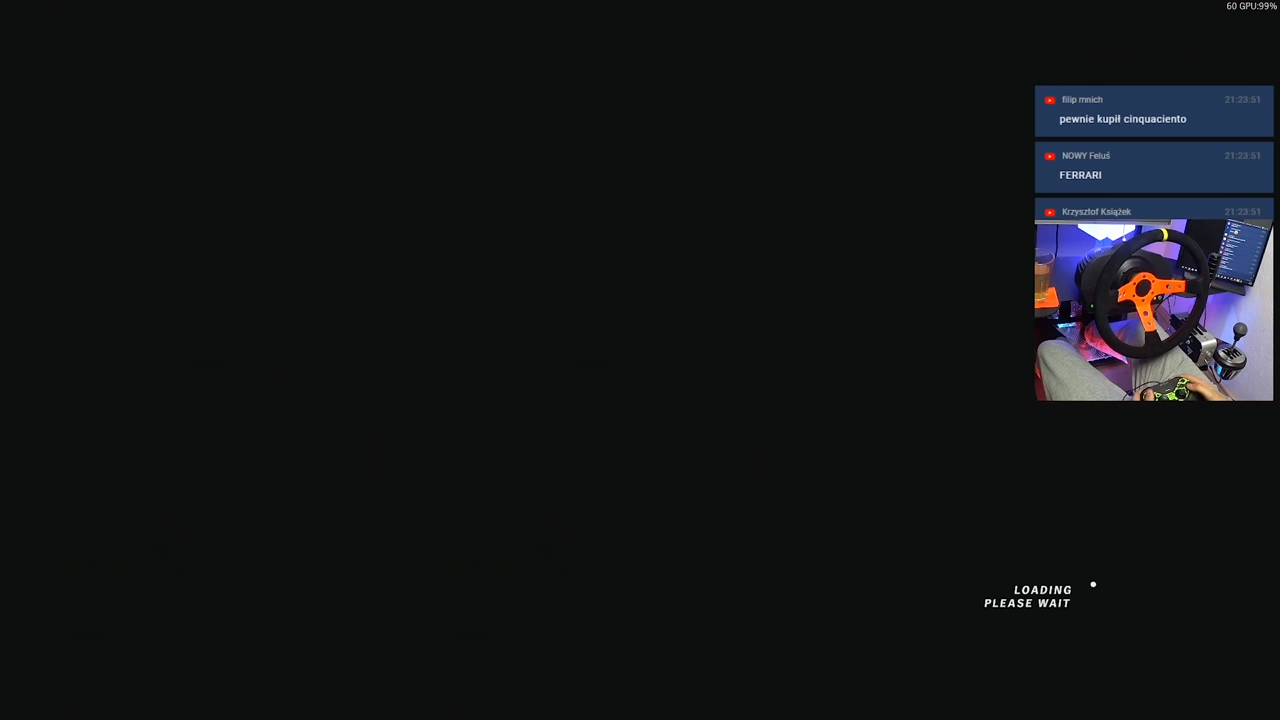 60 GPU:99%
filip mnich 21:23:51
pewnie kupił cinquaciento
NOWY Feluś 21:23:51
FERRARI
Krzysztof Książek 21:23:51
LOADING
PLEASE WAIT